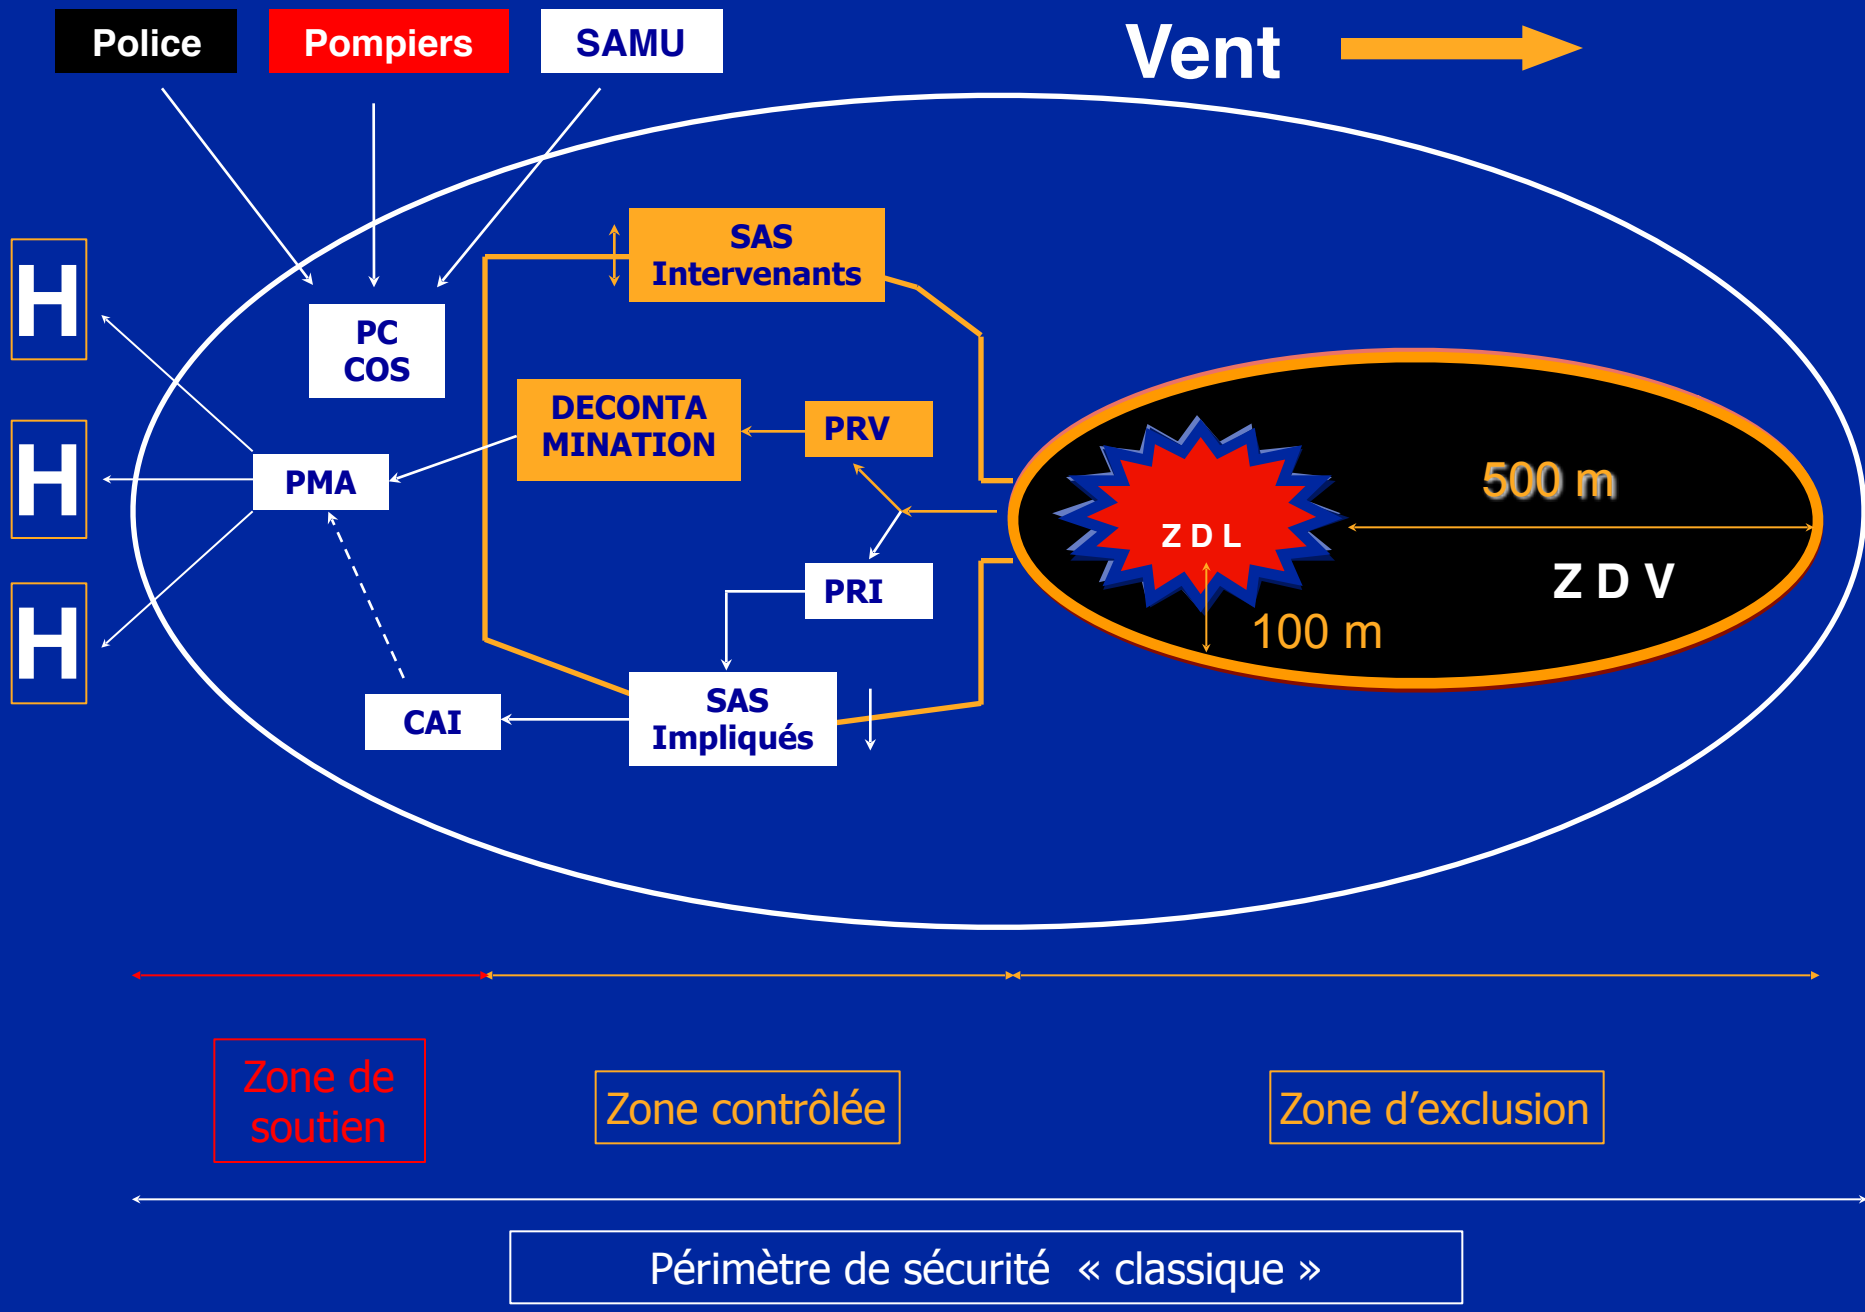 Police
Pompiers
SAMU
Vent
SAS
Intervenants
H
PC
COS
DECONTA
MINATION
PRV
H
PMA
500 m
Z D L
Z D V
PRI
100 m
H
SAS
Impliqués
CAI
Zone de
soutien
Zone contrôlée
Zone d’exclusion
Périmètre de sécurité « classique »